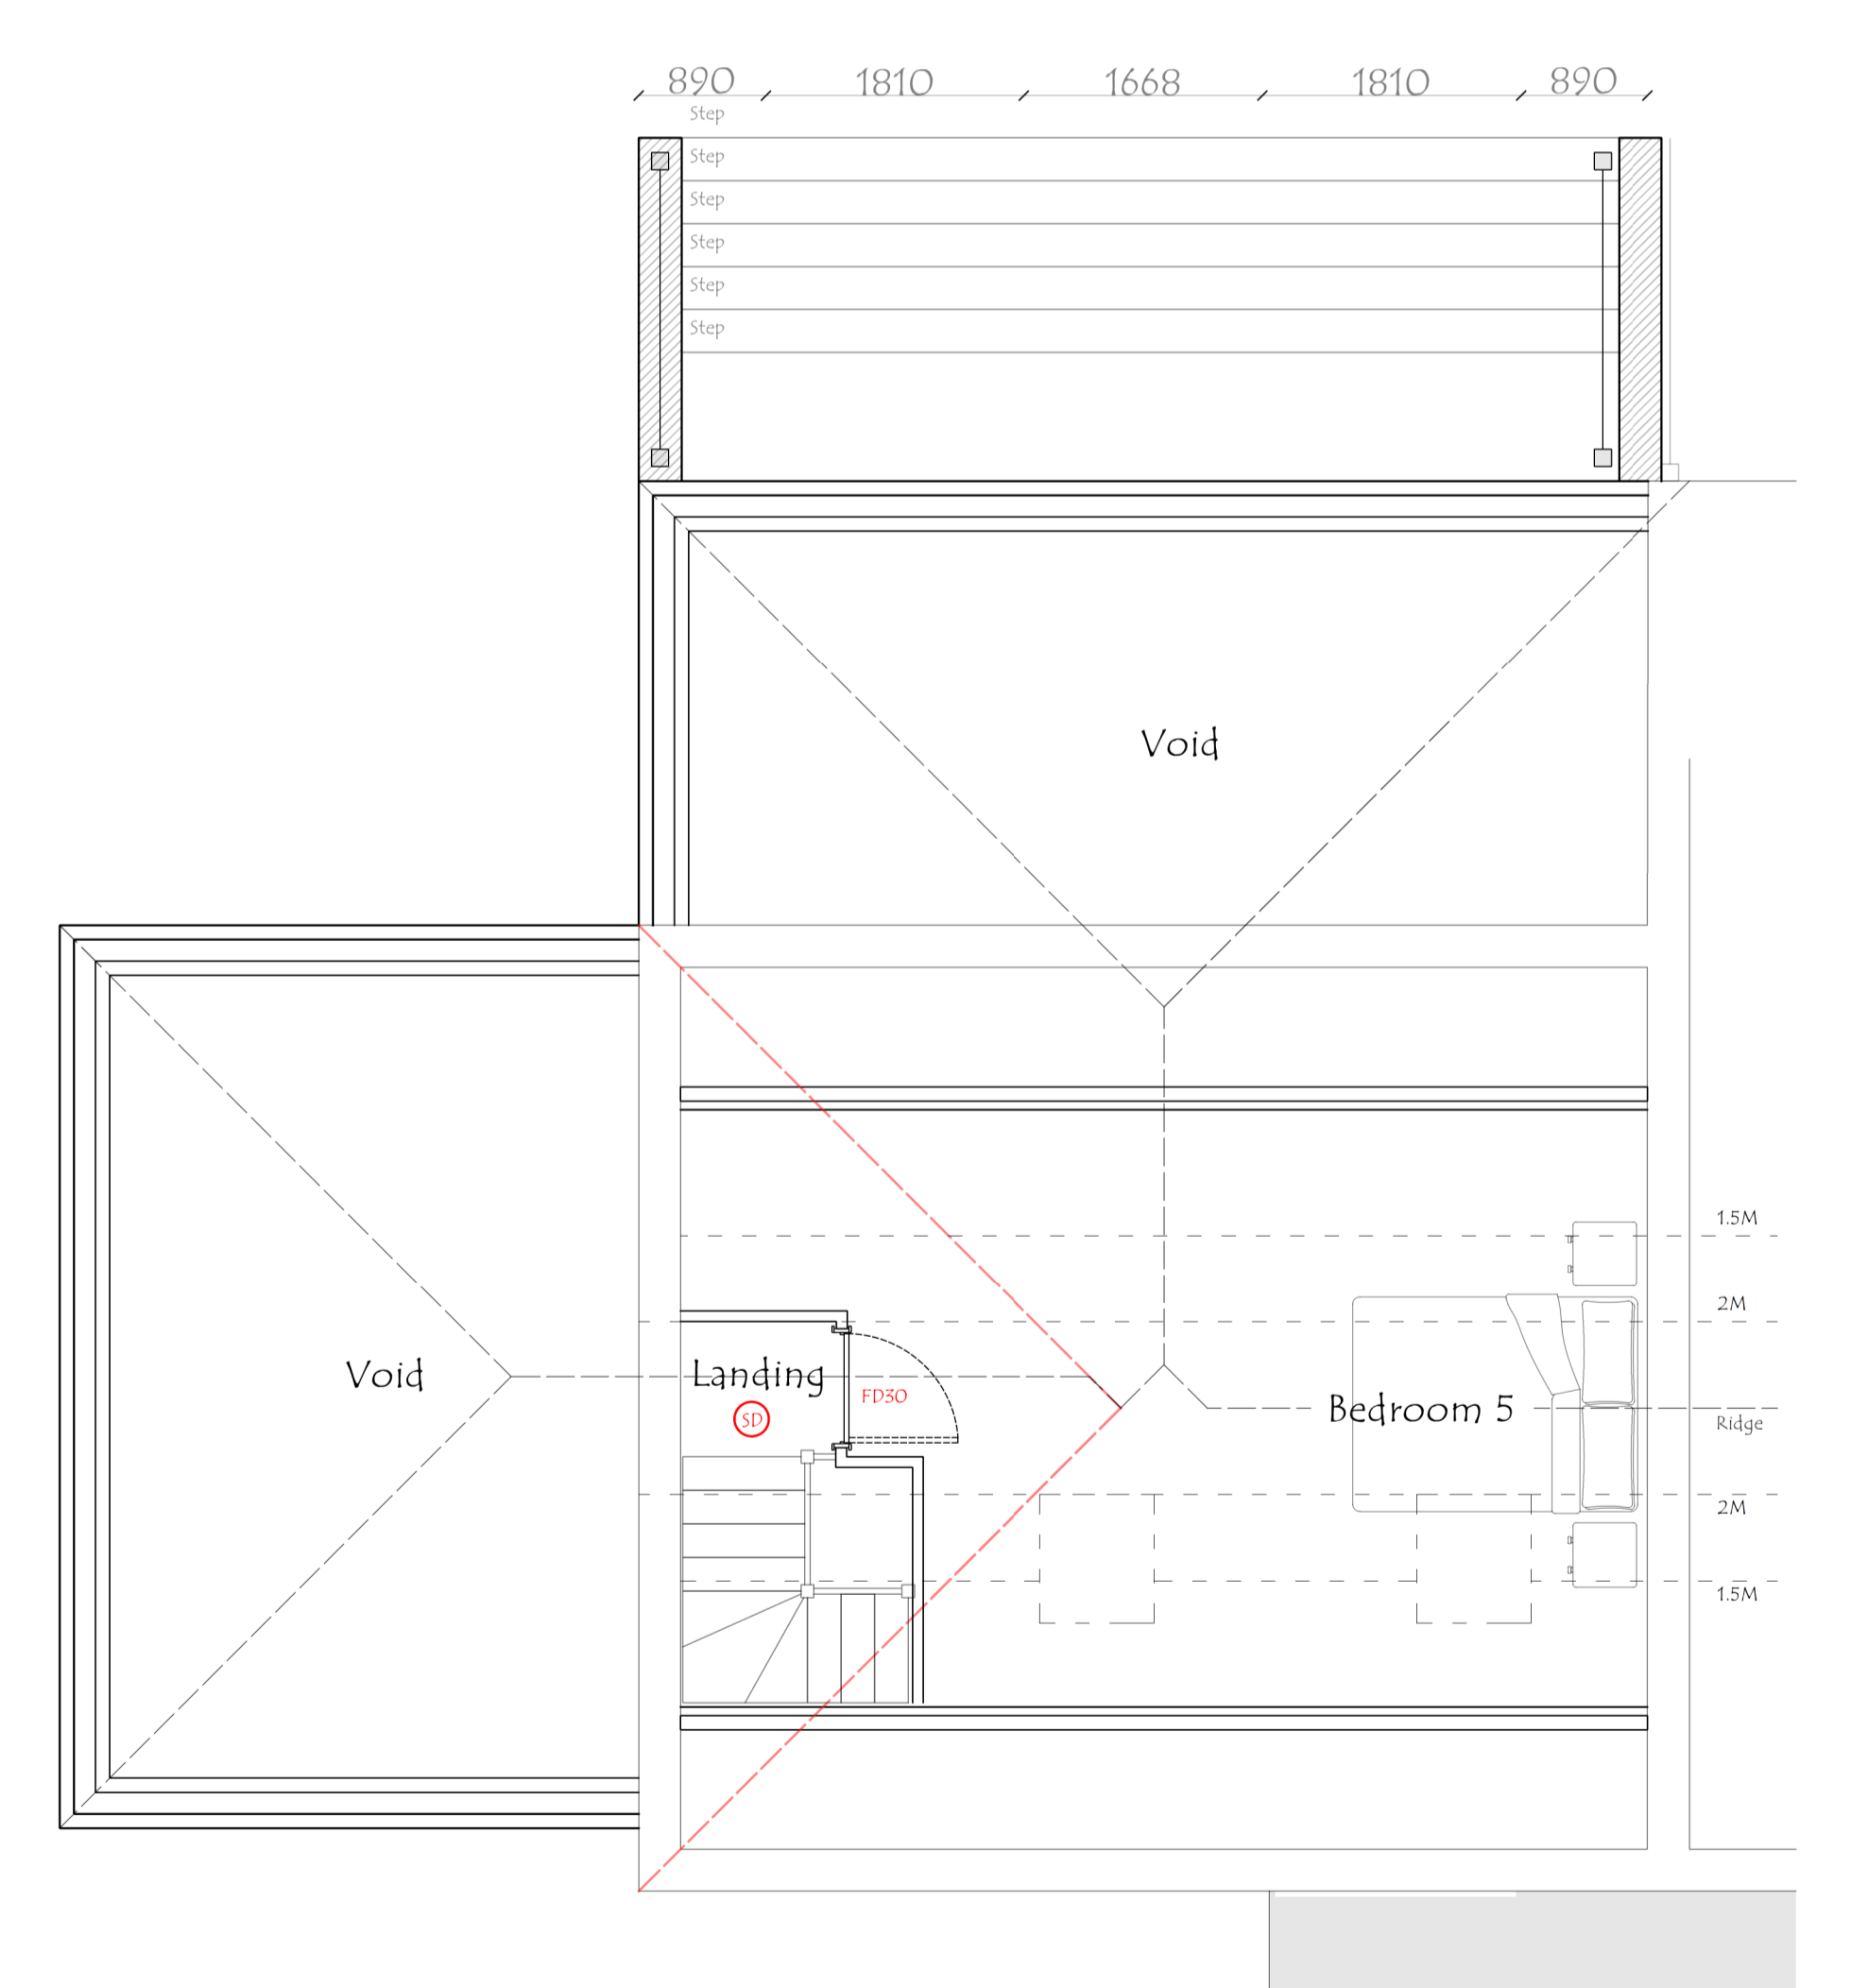 890 1810 1668 1810 890
Step
Step
Step
Step
Step
Step
Void
1.5M
2M
Void
Landing
FD30
SD
Bedroom 5
Ridge
2M
1.5M